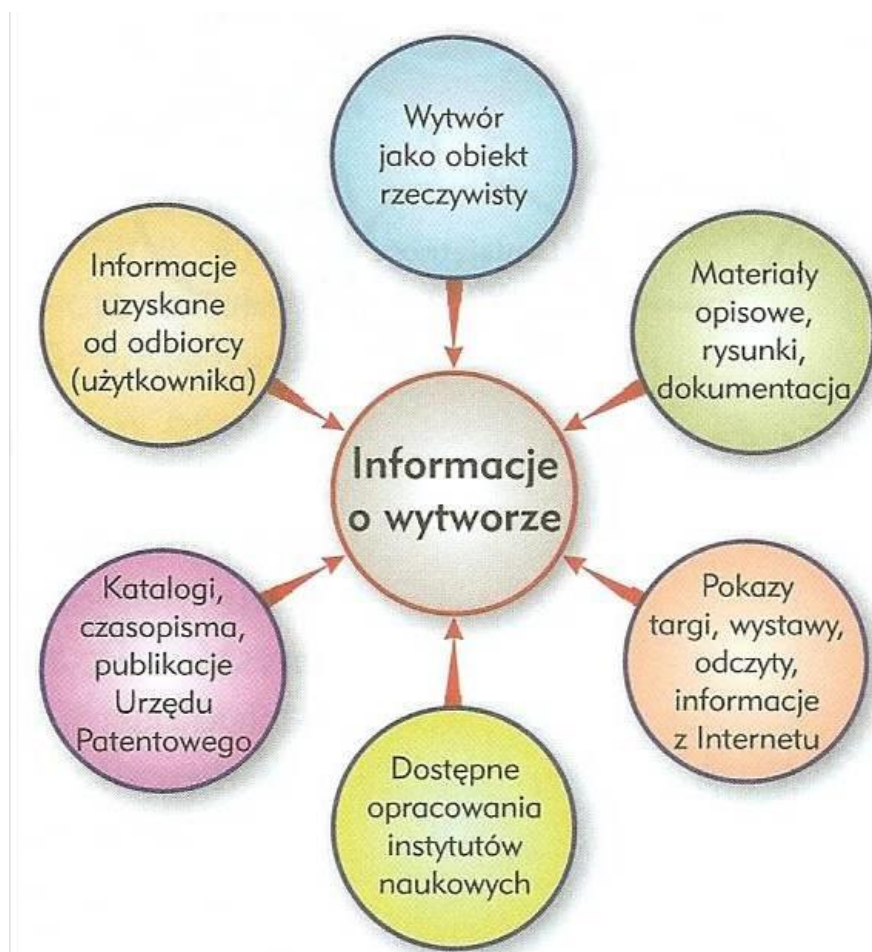 Wytwór
jako obiekt
rzeczywisty
Informacje
uzyskane
od odbiorcy
(użytkownika)
Materiały
opisowe,
rysunki,
dokumentacja
Informacje
o wytworze
Katalogi,
czasopisma,
publikacje
Urzędu
Patentowego
Pokazy
targi, wystawy,
odczyty,
informacje
z Internetu
Dostępne
opracowania
instytutów
naukowych